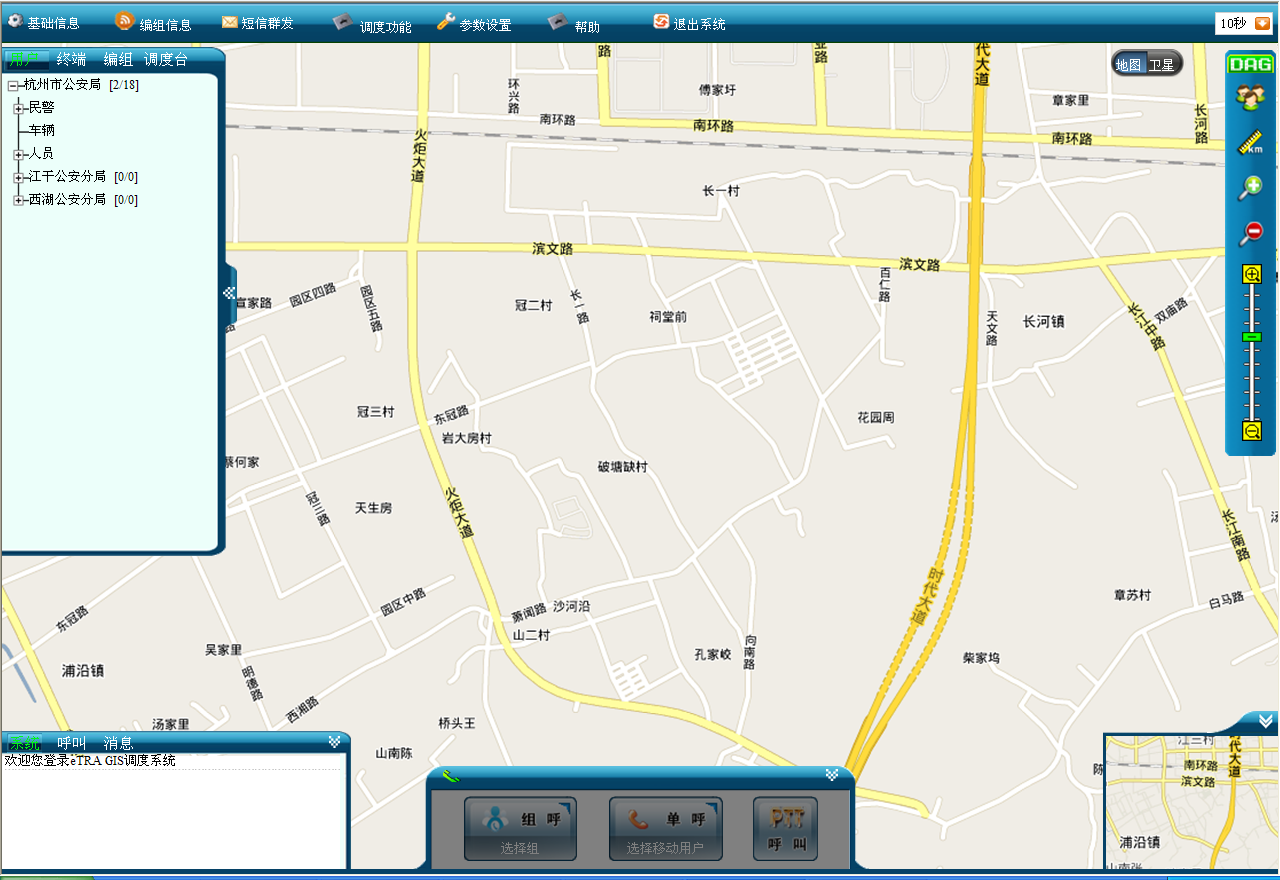 基础信息 编组信息 短信群发 调度功能 参数设置 帮助 退出系统 10秒
用户 终端 编组 调度台
杭州市公安局 [2/18]
民警
车辆
人员
江干公安分局 [0/0]
西湖公安分局 [0/0]
地图 卫星
DAG
km
路
业路
时代大道
环兴路
傅家圩
章家里
长河路
南环路
南环路
南环路
火炬大道
长一村
滨文路
滨文路
百仁路
宣家路
园区四路
园区五路
冠二村
长一路
祠堂前
天文路
长河镇
长江中路
双庙路
冠三村
东冠路
岩大房村
花园周
蔡何家
破塘缺村
冠三路
天生房
火炬大道
长江南路
汤
时代大道
园区中路
萧闻路
沙河沿
章苏村
白马路
东冠路
山二村
吴家里
孔家峧
向南路
柴家坞
浦沿镇
明德路
西湘路
汤家里
桥头王
山南陈
陈
系统 呼叫 消息
欢迎您登录eTRA GIS调度系统
组 呼
选择组
单 呼
选择移动用户
PTT
呼 叫
江三村
时代大道
南环路
滨文路
浦沿镇